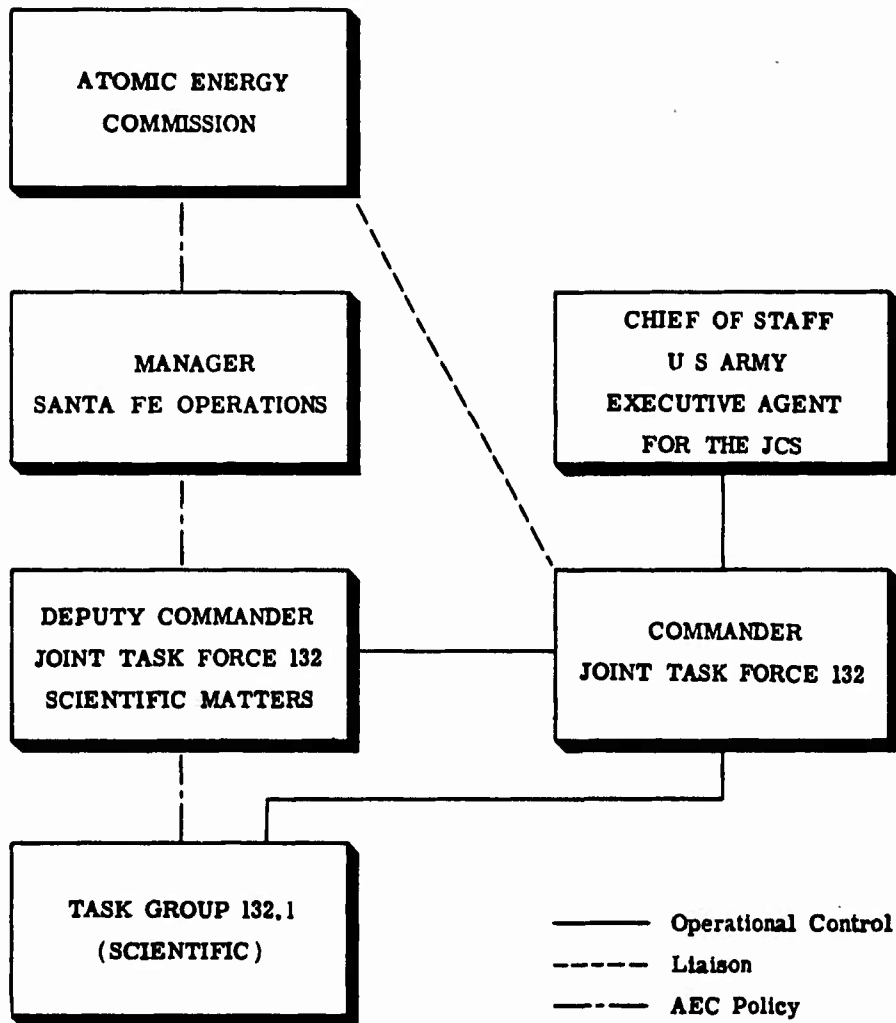 ATOMIC ENERGY
COMMISSION
MANAGER
SANTA FE OPERATIONS
CHIEF OF STAFF
U S ARMY
EXECUTIVE AGENT
FOR THE JCS
DEPUTY COMMANDER
JOINT TASK FORCE 132
SCIENTIFIC MATTERS
COMMANDER
JOINT TASK FORCE 132
TASK GROUP 132.1
(SCIENTIFIC)
Operational Control
Liaison
AEC Policy